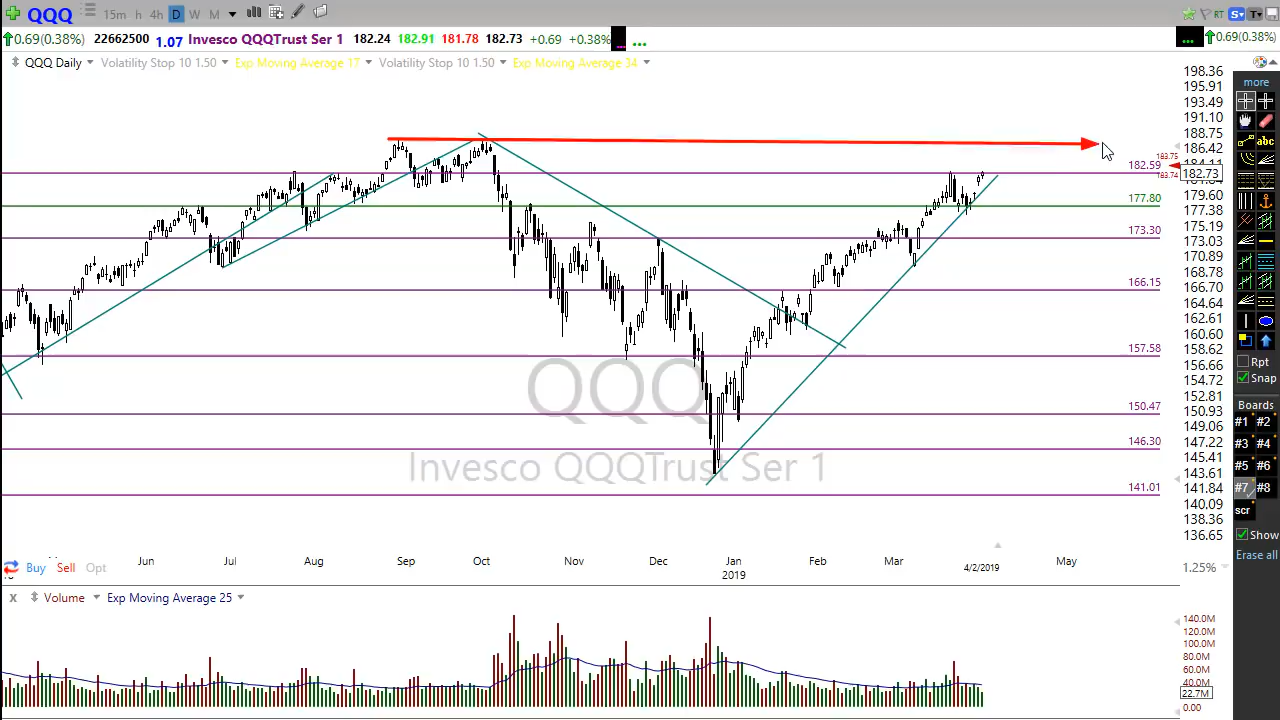 QQQ 15m h 4h D W M RT S T
0.69(0.38%) 22662500 1.07 Invesco QQQTrust Ser 1 182.24 182.91 181.78 182.73 +0.69 +0.38% ... 0.69(0.38%)
QQQ Daily Volatility Stop 10 1.50 Exp Moving Average 17 Volatility Stop 10 1.50 Exp Moving Average 34
198.36
more
195.91
193.49
191.10
188.75
abc
186.42
183.75
182.59
183.74
182.73
179.60
177.80
177.38
175.19
173.30
173.03
170.89
168.78
166.15
166.70
164.64
162.61
160.60
157.58
158.62
Rpt
156.66
Snap
154.72
QQQ
152.81
Boards
150.47
150.93
#1 #2
149.06
146.30
147.22
#3 #4
145.41
Invesco QQQTrust Ser 1
143.61
#5 #6
141.01
141.84
#7 #8
140.09
scr
138.36
136.65
Show
Jun Jul Aug Sep Oct Nov Dec Jan Feb Mar May
Erase all
2019 4/2/2019
Buy Sell Opt
1.25%
X Volume Exp Moving Average 25
140.0M
120.0M
100.0M
80.0M
60.0M
40.0M
22.7M
0.00